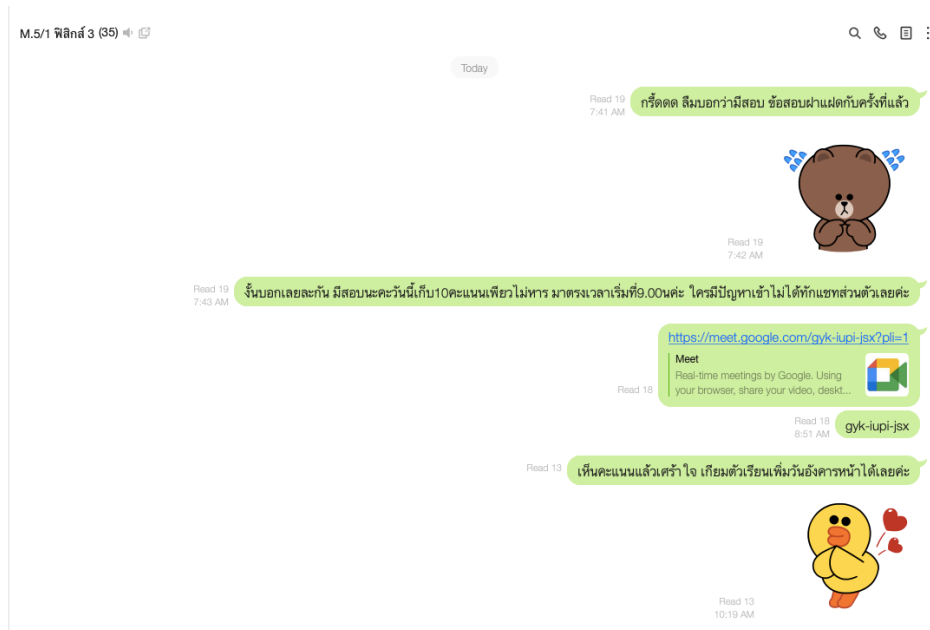 M.5/1 ฟิสิกส์ 3 (35)
Today
Read 19
7:41 AM
กรี้ดดด ลืมบอกว่ามีสอบ ข้อสอบฝาแฝดกับครั้งที่แล้ว
Read 19
7:42 AM
Read 19
7:43 AM
งั้นบอกเลยละกัน มีสอบนะคะวันนี้เก็บ10คะแนนเพียวไม่หาร มาตรงเวลาเริ่มที่9.00นค่ะ ใครมีปัญหาเข้าไม่ได้ทักแชทส่วนตัวเลยค่ะ
https://meet.google.com/gyk-iupi-jsx?pli=1
Meet
Real-time meetings by Google. Using
your browser, share your video, deskt...
Read 18
Read 18
8:51 AM
gyk-iupi-jsx
Read 13
เห็นคะแนนแล้วเศร้าใจ เกียมตัวเรียนเพิ่มวันอังคารหน้าได้เลยค่ะ
Read 13
10:19 AM